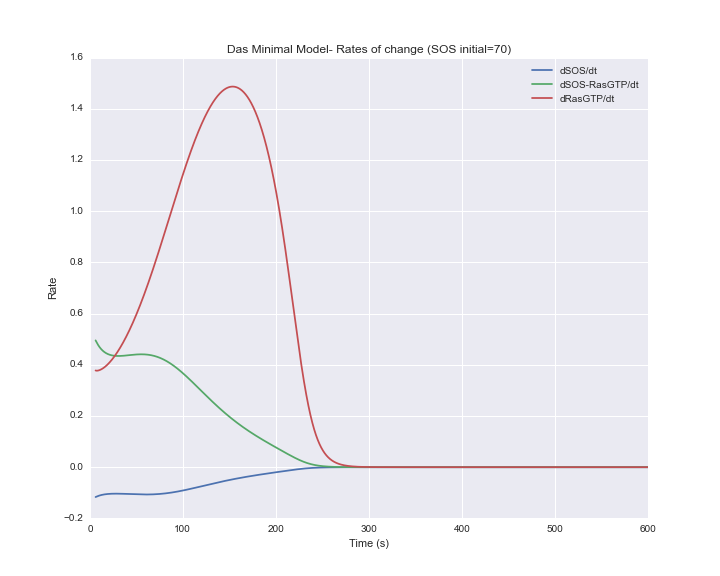 Das Minimal Model- Rates of change (SOS initial=70)
dSOS/dt
dSOS-RasGTP/dt
dRasGTP/dt
1.6
1.4
1.2
1.0
0.8
0.6
0.4
0.2
0.0
−0.2
Rate
0 100 200 300 400 500 600
Time (s)